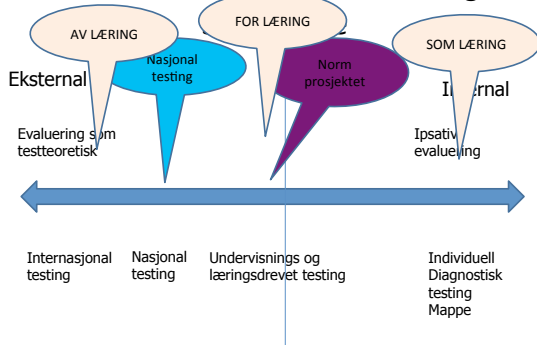 AV LÆRING
FOR LÆRING
SOM LÆRING
Nasjonal
testing
Norm
prosjektet
Eksternal
Evaluering som
testteoretisk
Ipsativ
evaluering
Internasjonal
testing
Nasjonal
testing
Undervisnings og
læringsdrevet testing
Individuell
Diagnostisk
testing
Mappe